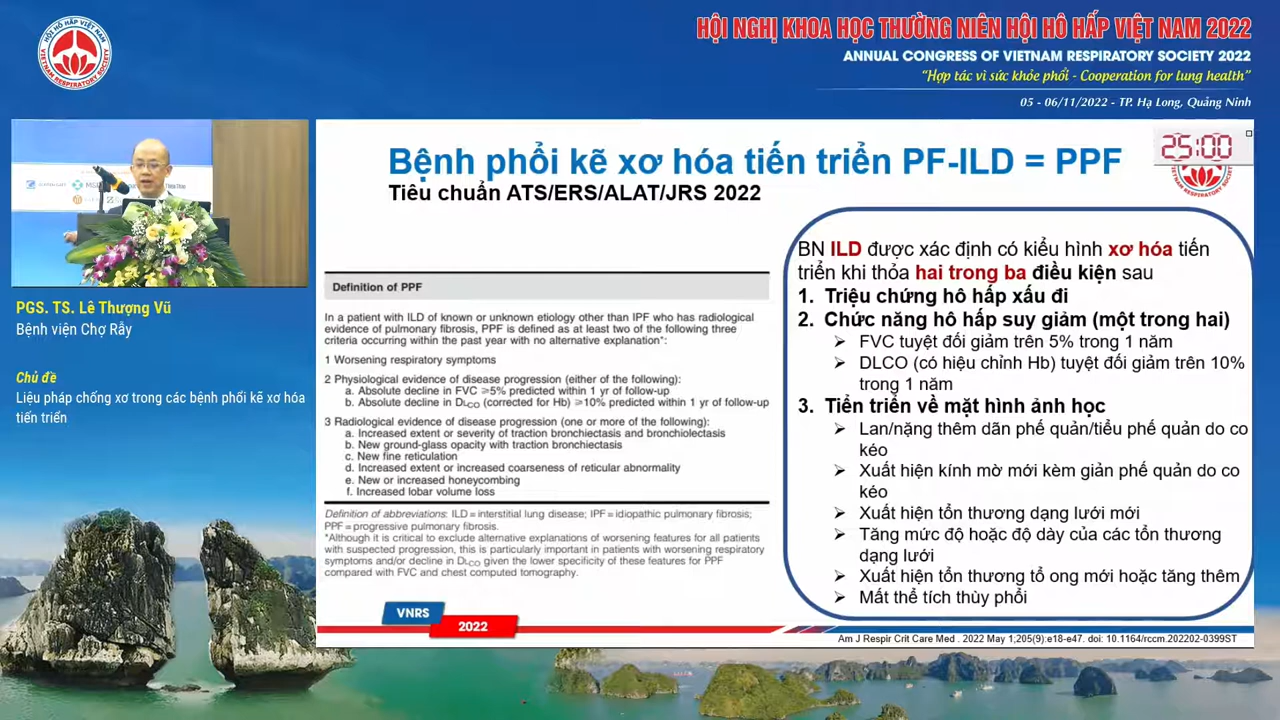 HỘI HÔ HẤP VIỆT NAM
VIETNAM RESPIRATORY SOCIETY
HỘI NGHỊ KHOA HỌC THƯỜNG NIÊN HỘI HÔ HẤP VIỆT NAM 2022
ANNUAL CONGRESS OF VIETNAM RESPIRATORY SOCIETY 2022
“Hợp tác vì sức khỏe phổi - Cooperation for lung health”
05 - 06/11/2022 - TP. Hạ Long, Quảng Ninh
PGS. TS. Lê Thượng Vũ
Bệnh viện Chợ Rẫy
Chủ đề
Liệu pháp chống xơ trong các bệnh phổi kẽ xơ hóa
tiến triển
Bệnh phổi kẽ xơ hóa tiến triển PF-ILD = PPF
25:00
Tiêu chuẩn ATS/ERS/ALAT/JRS 2022
Definition of PPF
In a patient with ILD of known or unknown etiology other than IPF who has radiological
evidence of pulmonary fibrosis, PPF is defined as at least two of the following three
criteria occurring within the past year with no alternative explanation*:
1 Worsening respiratory symptoms
2 Physiological evidence of disease progression (either of the following):
a. Absolute decline in FVC ⩾5% predicted within 1 yr of follow-up
b. Absolute decline in DLCO (corrected for Hb) ⩾10% predicted within 1 yr of follow-up
3 Radiological evidence of disease progression (one or more of the following):
a. Increased extent or severity of traction bronchiectasis and bronchiolectasis
b. New ground-glass opacity with traction bronchiectasis
c. New fine reticulation
d. Increased extent or increased coarseness of reticular abnormality
e. New or increased honeycombing
f. Increased lobar volume loss
Definition of abbreviations: ILD = interstitial lung disease; IPF = idiopathic pulmonary fibrosis;
PPF = progressive pulmonary fibrosis.
*Although it is critical to exclude alternative explanations of worsening features for all patients
with suspected progression, this is particularly important in patients with worsening respiratory
symptoms and/or decline in DLCO given the lower specificity of these features for PPF
compared with FVC and chest computed tomography.
BN ILD được xác định có kiểu hình xơ hóa tiến
triển khi thỏa hai trong ba điều kiện sau
1. Triệu chứng hô hấp xấu đi
2. Chức năng hô hấp suy giảm (một trong hai)
➢ FVC tuyệt đối giảm trên 5% trong 1 năm
➢ DLCO (có hiệu chỉnh Hb) tuyệt đối giảm trên 10%
trong 1 năm
3. Tiển triển về mặt hình ảnh học
➢ Lan/nặng thêm dãn phế quản/tiểu phế quản do co
kéo
➢ Xuất hiện kính mờ mới kèm giản phế quản do co
kéo
➢ Xuất hiện tổn thương dạng lưới mới
➢ Tăng mức độ hoặc độ dày của các tổn thương
dạng lưới
➢ Xuất hiện tổn thương tổ ong mới hoặc tăng thêm
➢ Mất thể tích thùy phổi
VNRS
2022
Am J Respir Crit Care Med . 2022 May 1;205(9):e18-e47. doi: 10.1164/rccm.202202-0399ST